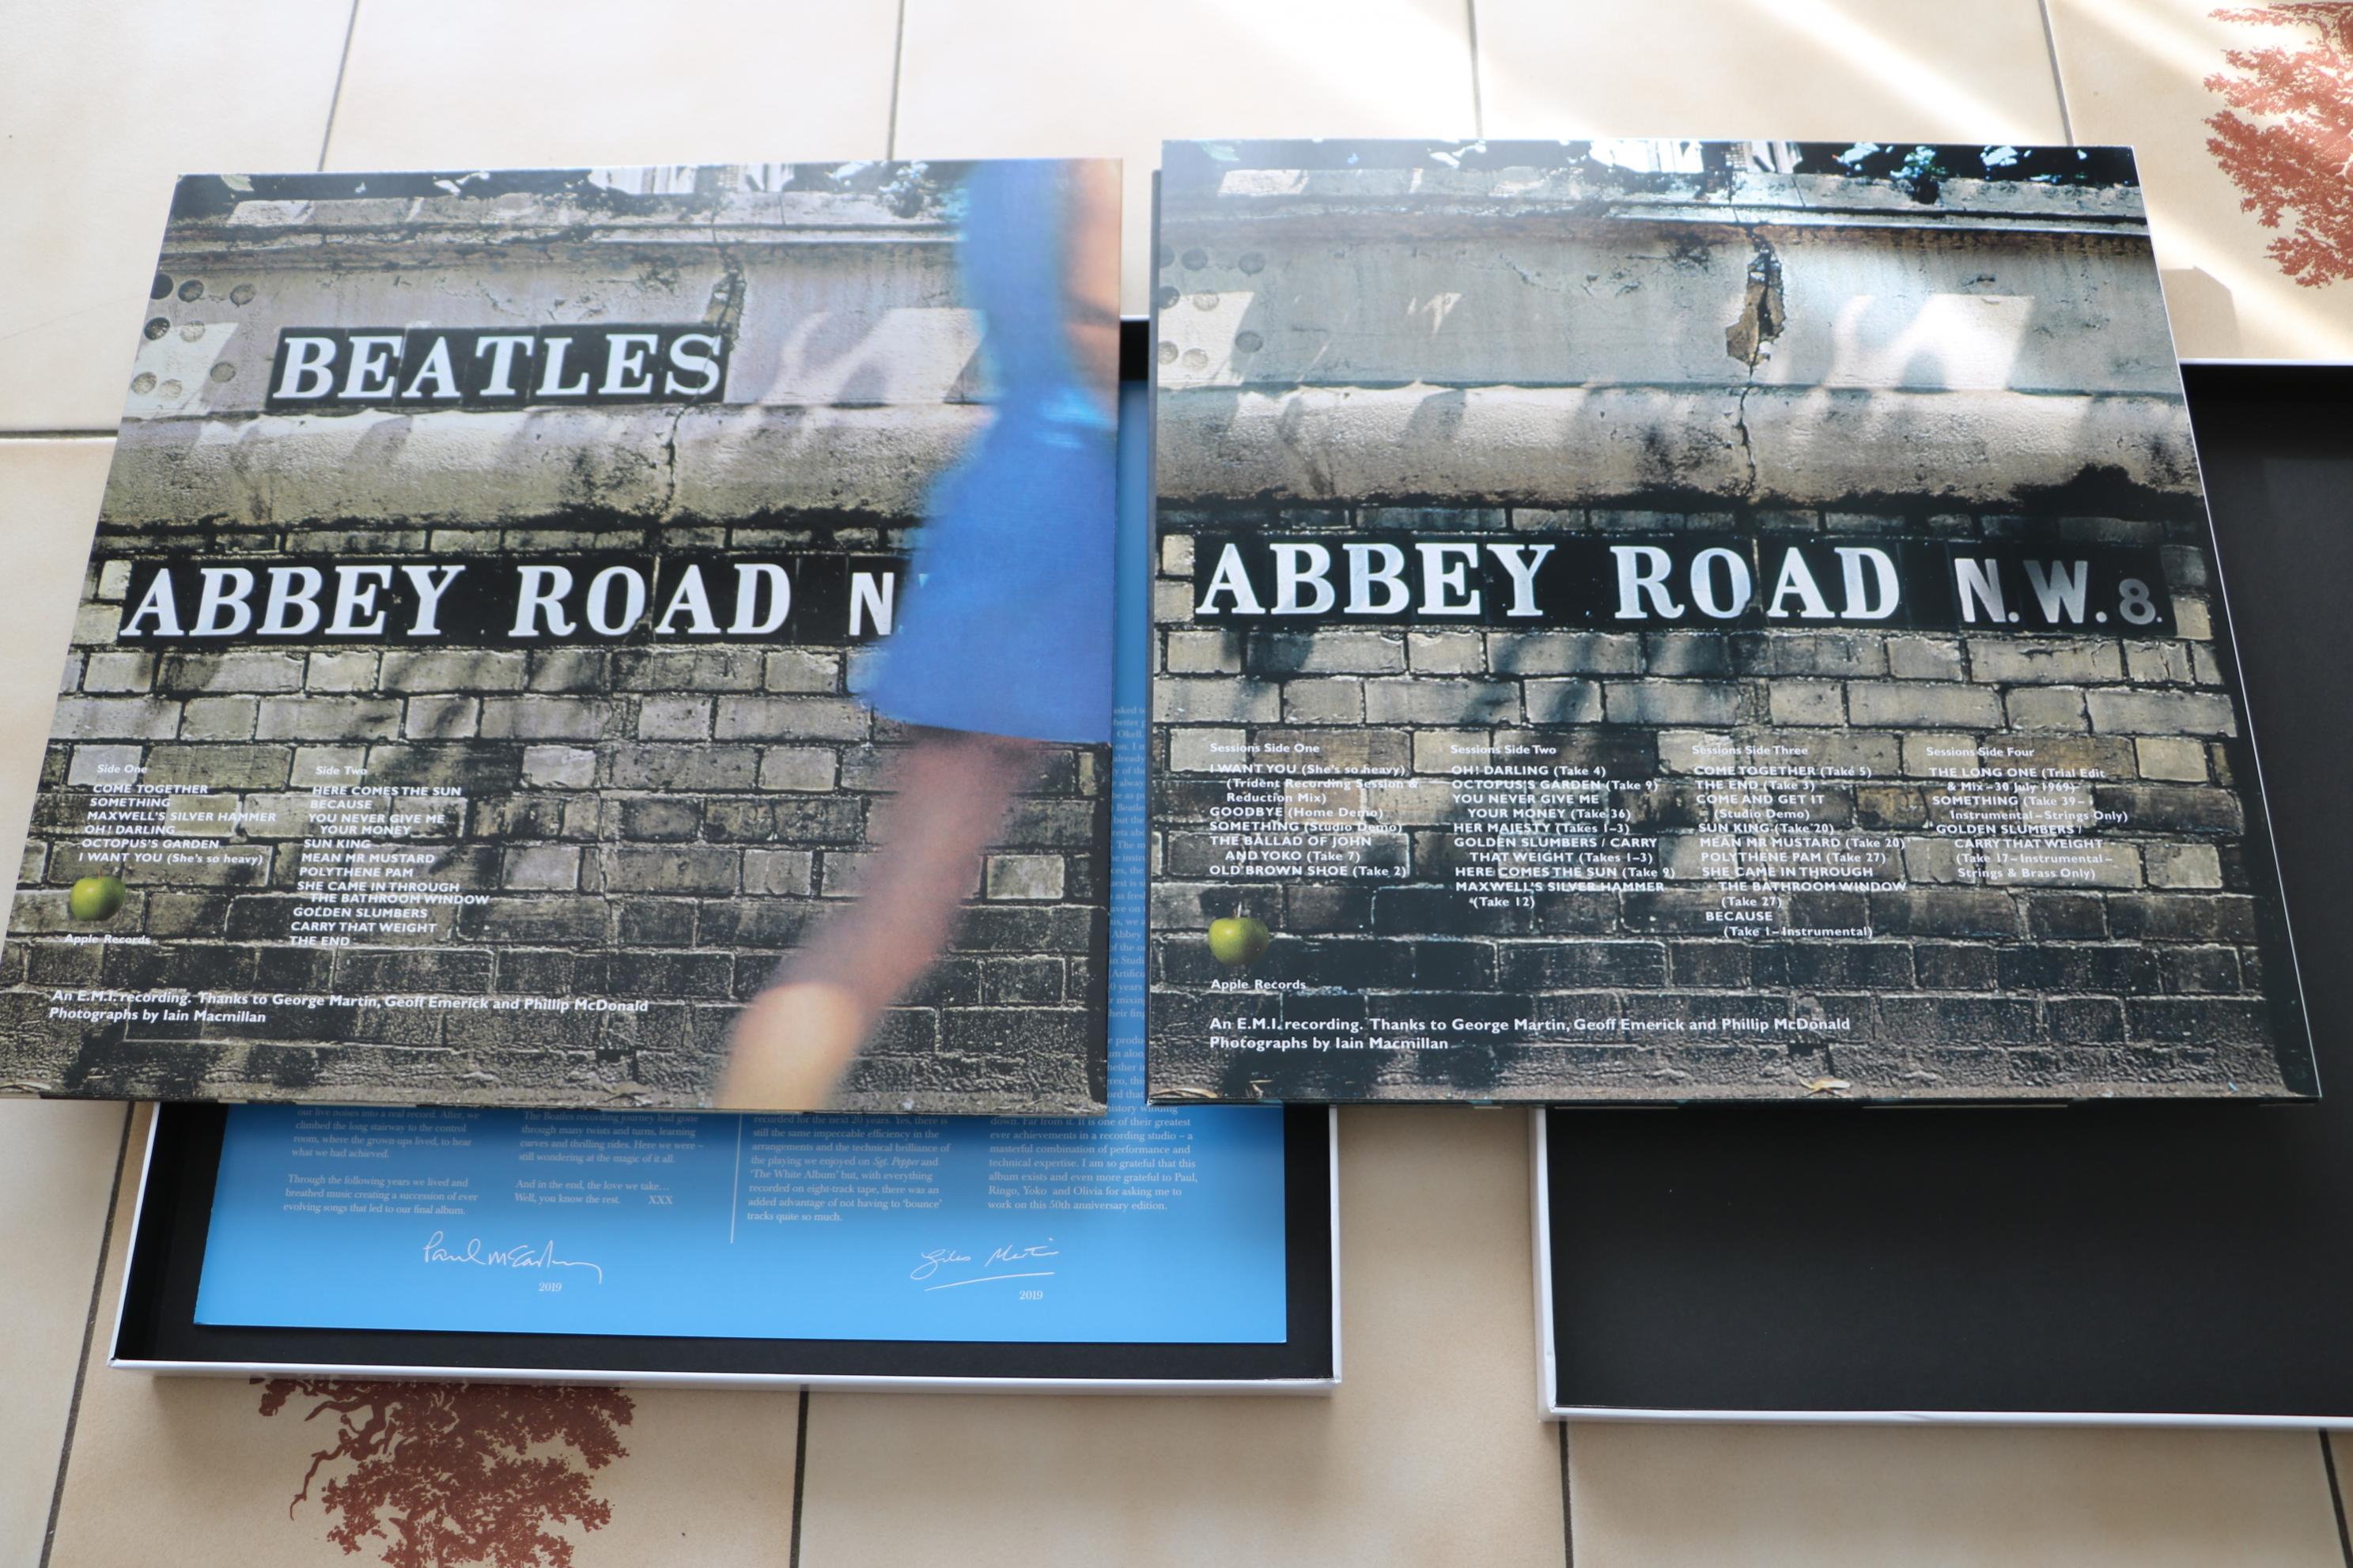 BEATLES
ABBEY ROAD N
Side One
COME TOGETHER
SOMETHING
MAXWELL'S SILVER HAMMER
OH! DARLING
OCTOPUS'S GARDEN
I WANT YOU (She's so heavy)
Apple Records
Side Two
HERE COMES THE SUN
BECAUSE
YOU NEVER GIVE ME
YOUR MONEY
SUN KING
MEAN MR MUSTARD
POLYTHENE PAM
SHE CAME IN THROUGH
THE BATHROOM WINDOW
GOLDEN SLUMBERS
CARRY THAT WEIGHT
THE END
An E.M.I. recording. Thanks to George Martin, Geoff Emerick and Phillip McDonald
Photographs by Iain Macmillan
ABBEY ROAD N.W.8.
Sessions Side One
I WANT YOU (She's so heavy)
(Trident Recording Session &
Reduction Mix)
GOODBYE (Home Demo)
SOMETHING (Studio Demo)
THE BALLAD OF JOHN
AND YOKO (Take 7)
OLD BROWN SHOE (Take 2)
Sessions Side Two
OH! DARLING (Take 4)
OCTOPUS'S GARDEN (Take 9)
YOU NEVER GIVE ME
YOUR MONEY (Take 36)
HER MAJESTY (Takes 1–3)
GOLDEN SLUMBERS / CARRY
THAT WEIGHT (Takes 1–3)
HERE COMES THE SUN (Take 9)
MAXWELL'S SILVER HAMMER
(Take 12)
Sessions Side Three
COME TOGETHER (Take 5)
THE END (Take 3)
COME AND GET IT
(Studio Demo)
SUN KING (Take 20)
MEAN MR MUSTARD (Take 20)
POLYTHENE PAM (Take 27)
SHE CAME IN THROUGH
THE BATHROOM WINDOW
(Take 27)
BECAUSE
(Take 1–Instrumental)
Sessions Side Four
THE LONG ONE (Trial Edit
& Mix–30 July 1969)
SOMETHING (Take 39–
Instrumental–Strings Only)
GOLDEN SLUMBERS /
CARRY THAT WEIGHT
(Take 17–Instrumental–
Strings & Brass Only)
Apple Records
An E.M.I. recording. Thanks to George Martin, Geoff Emerick and Phillip McDonald
Photographs by Iain Macmillan
our live noises into a real record. After, we
climbed the long stairway to the control
room, where the grown-ups lived, to hear
what we had achieved.
Through the following years we lived and
breathed music creating a succession of ever
evolving songs that led to our final album.
The Beatles recording journey had gone
through many twists and turns, learning
curves and thrilling rides. Here we were –
still wondering at the magic of it all.
And in the end, the love we take...
Well, you know the rest. XXX
Paul McCartney
2019
recorded for the next 20 years. Yes, there is
still the same impeccable efficiency in the
arrangements and the technical brilliance of
the playing we enjoyed on Sgt. Pepper and
'The White Album' but, with everything
recorded on eight-track tape, there was an
added advantage of not having to 'bounce'
tracks quite so much.
history winding
down. Far from it. It is one of their greatest
ever achievements in a recording studio – a
masterful combination of performance and
technical expertise. I am so grateful that this
album exists and even more grateful to Paul,
Ringo, Yoko and Olivia for asking me to
work on this 50th anniversary edition.
Giles Martin
2019